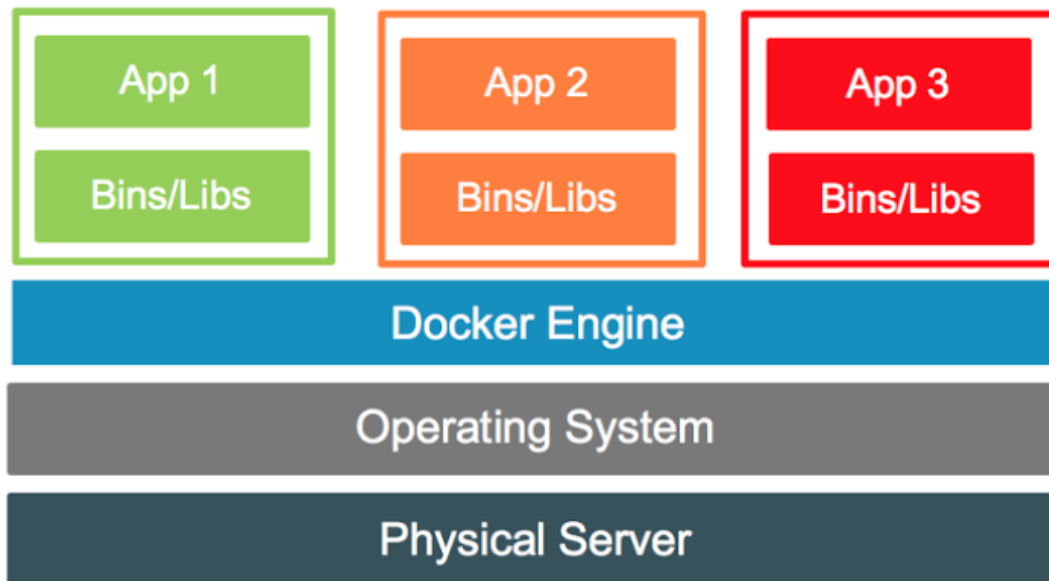 App 1
App 2
App 3
Bins/Libs
Bins/Libs
Bins/Libs
Docker Engine
Operating System
Physical Server